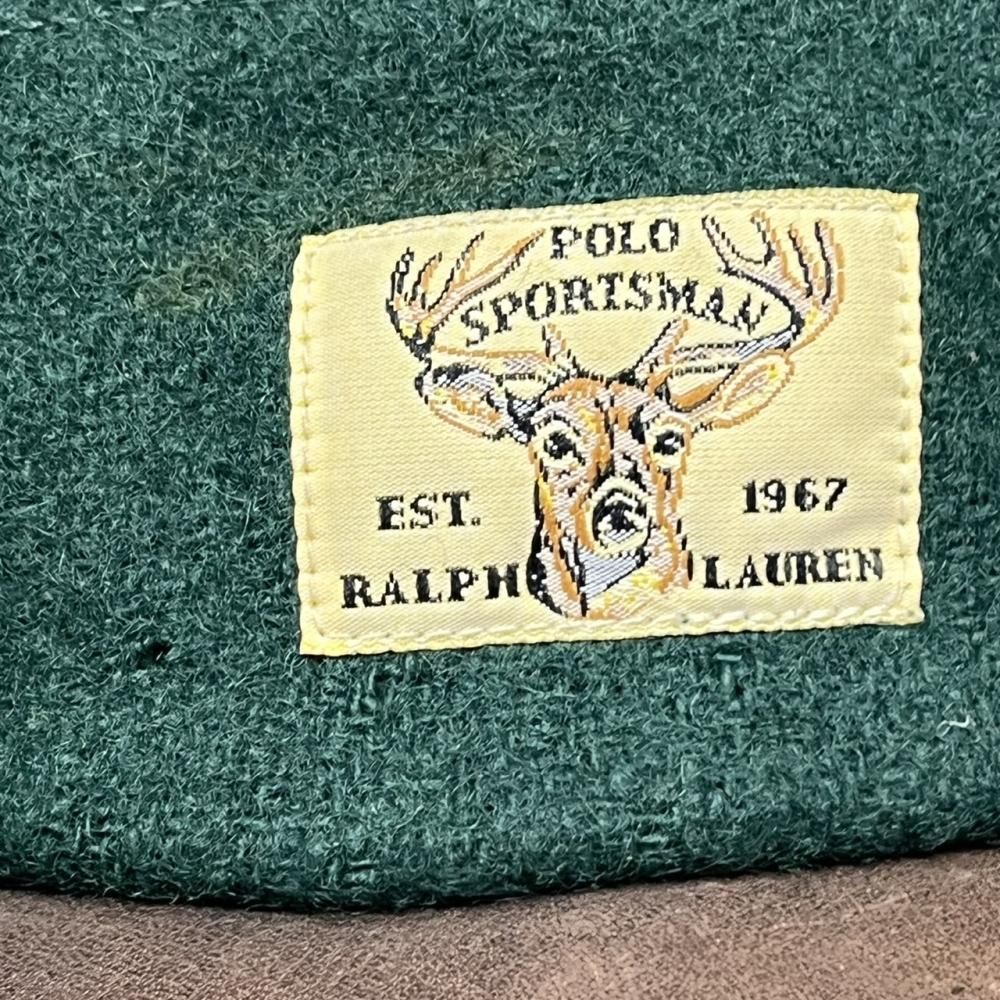 POLO
SPORTSMAN
EST. 1967
RALPH LAUREN